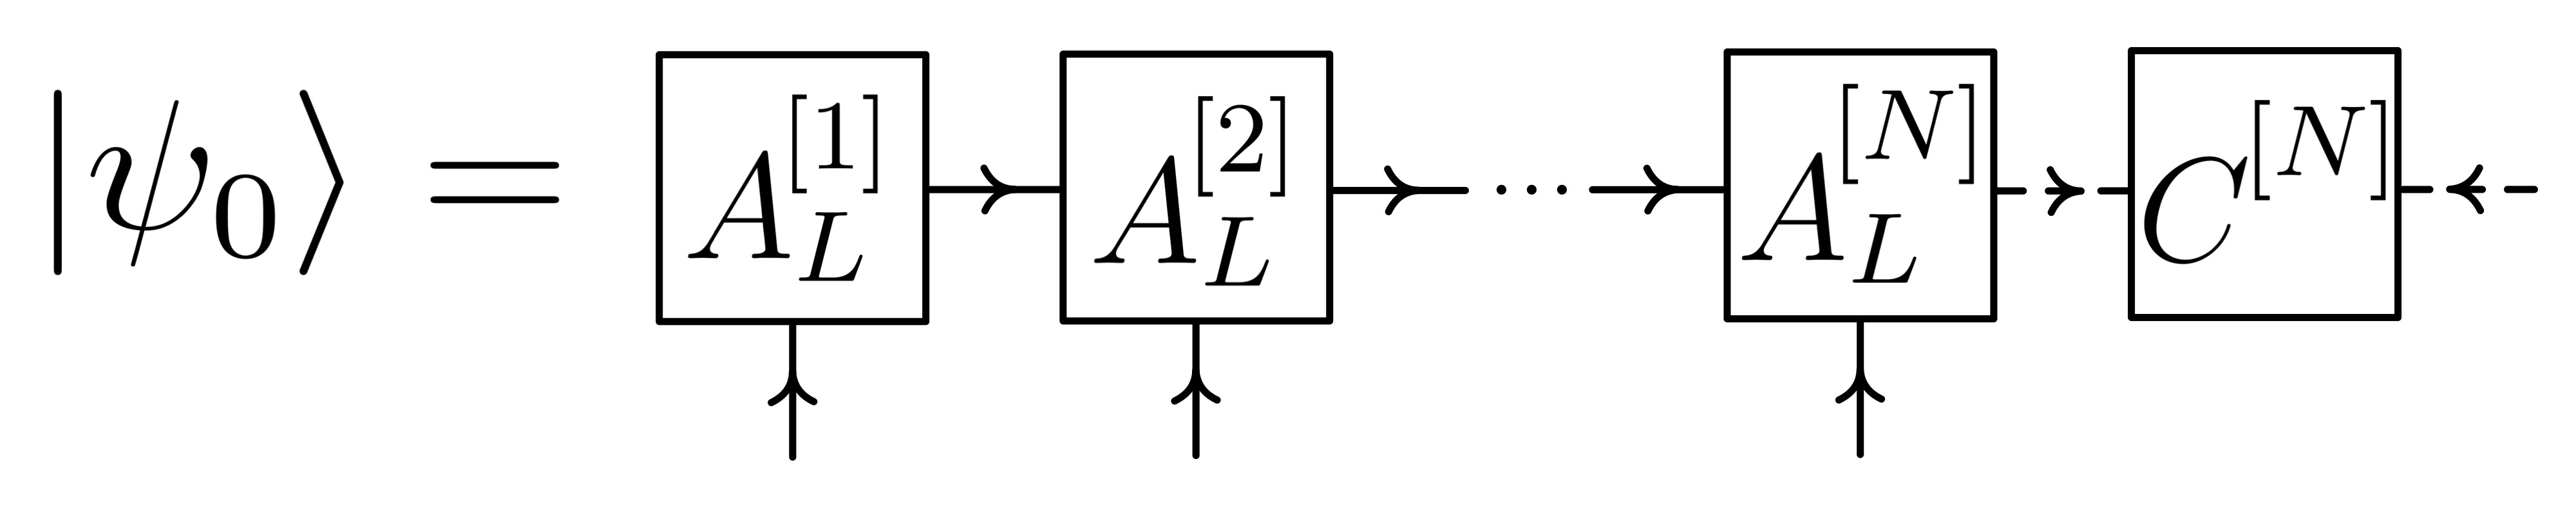 |ψ₀⟩ = A_L^{[1]} A_L^{[2]} ··· A_L^{[N]} C^{[N]}